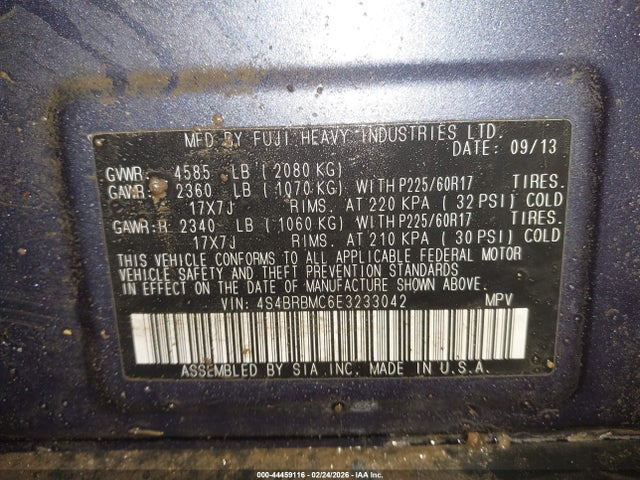 MFD BY FUJI HEAVY INDUSTRIES LTD.
DATE: 09/13
GVWR: 4585 LB ( 2080 KG)
GAWR:F 2360 LB ( 1070 KG) WITH P225/60R17 TIRES.
17X7J RIMS. AT 220 KPA ( 32 PSI) COLD
GAWR:R 2340 LB ( 1060 KG) WITH P225/60R17 TIRES.
17X7J RIMS. AT 210 KPA ( 30 PSI) COLD
THIS VEHICLE CONFORMS TO ALL APPLICABLE FEDERAL MOTOR
VEHICLE SAFETY AND THEFT PREVENTION STANDARDS
IN EFFECT ON THE DATE OF MANUFACTURE SHOWN ABOVE.
VIN: 4S4BRBMC6E3233042 MPV
ASSEMBLED BY SIA INC. MADE IN U.S.A.
000-44459116 - 02/24/2026 - IAA Inc.